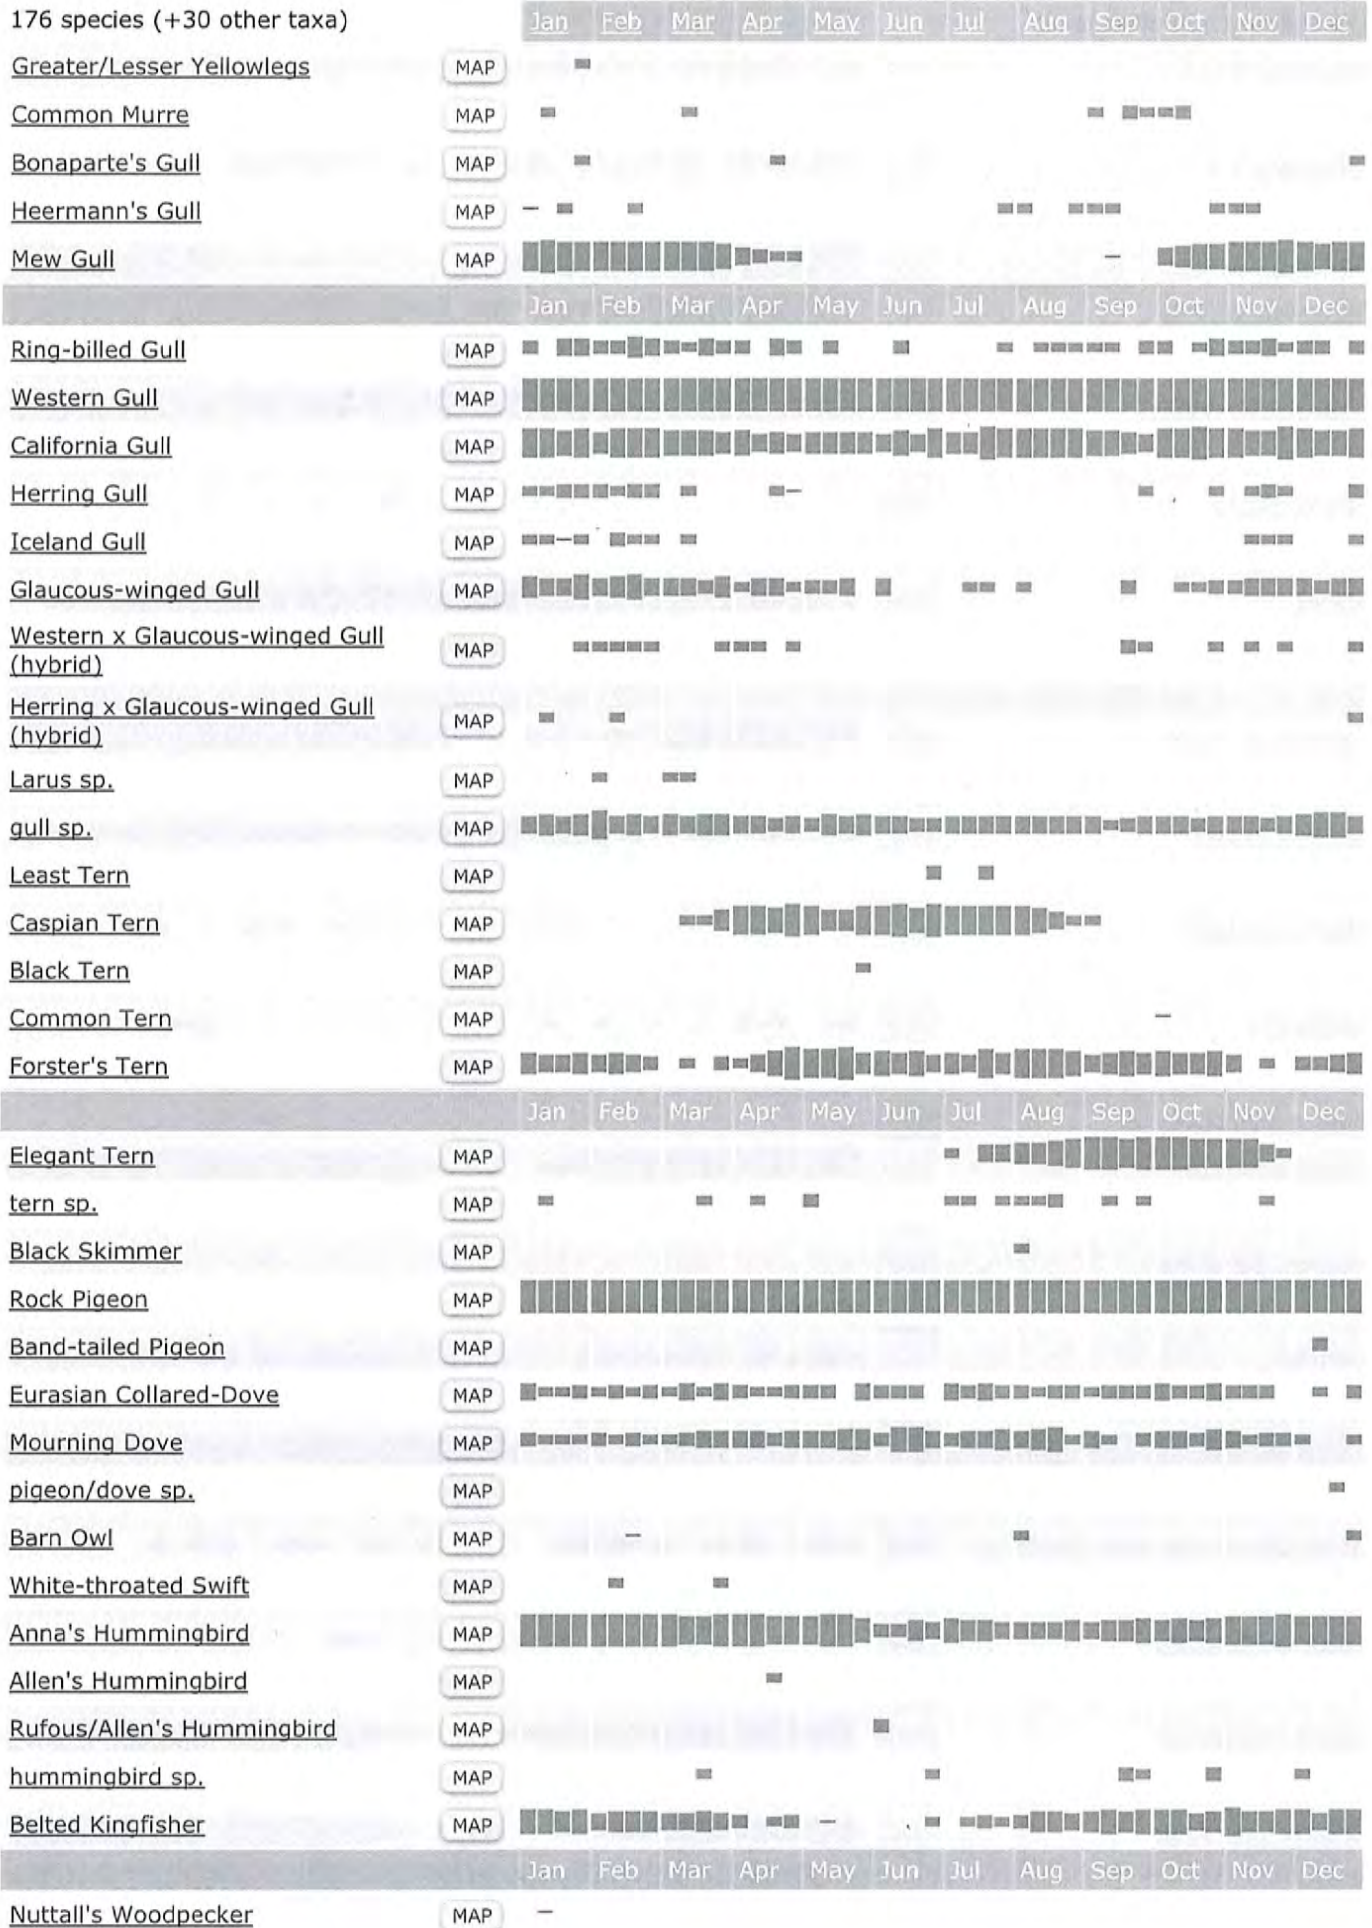 176 species (+30 other taxa) Jan Feb Mar Apr May Jun Jul Aug Sep Oct Nov Dec
Greater/Lesser Yellowlegs MAP
Common Murre MAP
Bonaparte's Gull MAP
Heermann's Gull MAP
Mew Gull MAP
Jan Feb Mar Apr May Jun Jul Aug Sep Oct Nov Dec
Ring-billed Gull MAP
Western Gull MAP
California Gull MAP
Herring Gull MAP
Iceland Gull MAP
Glaucous-winged Gull MAP
Western x Glaucous-winged Gull
(hybrid) MAP
Herring x Glaucous-winged Gull
(hybrid) MAP
Larus sp. MAP
gull sp. MAP
Least Tern MAP
Caspian Tern MAP
Black Tern MAP
Common Tern MAP
Forster's Tern MAP
Jan Feb Mar Apr May Jun Jul Aug Sep Oct Nov Dec
Elegant Tern MAP
tern sp. MAP
Black Skimmer MAP
Rock Pigeon MAP
Band-tailed Pigeon MAP
Eurasian Collared-Dove MAP
Mourning Dove MAP
pigeon/dove sp. MAP
Barn Owl MAP
White-throated Swift MAP
Anna's Hummingbird MAP
Allen's Hummingbird MAP
Rufous/Allen's Hummingbird MAP
hummingbird sp. MAP
Belted Kingfisher MAP
Jan Feb Mar Apr May Jun Jul Aug Sep Oct Nov Dec
Nuttall's Woodpecker MAP